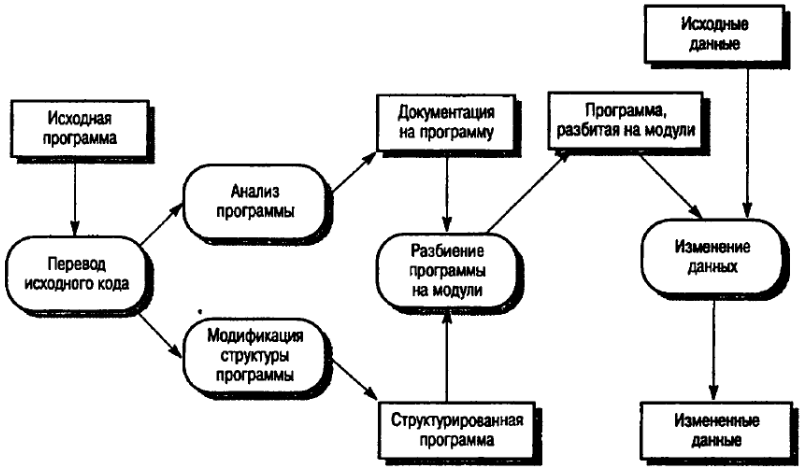 Исходные
данные
Исходная
программа
Документация
на программу
Программа,
разбитая на модули
Анализ
программы
Перевод
исходного кода
Разбиение
программы
на модули
Изменение
данных
Модификация
структуры
программы
Структурированная
программа
Измененные
данные